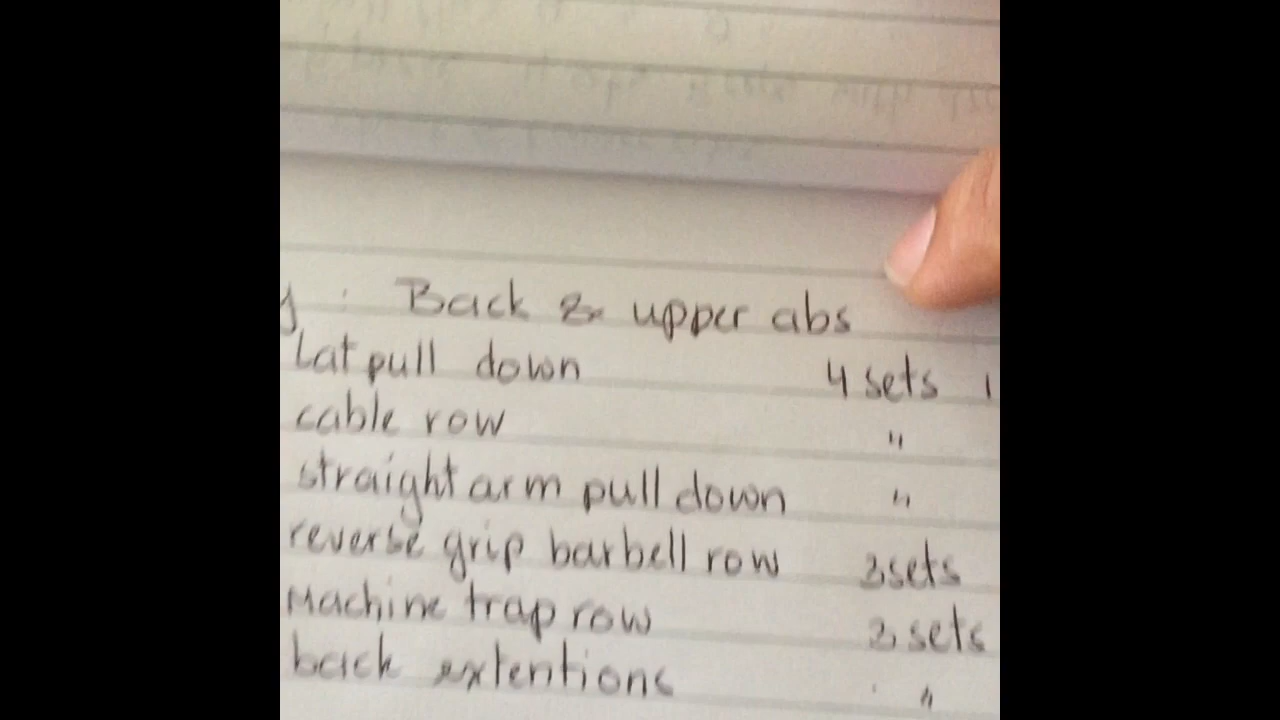 y : Back & upper abs
Lat pull down 4 sets 1
cable row "
straight arm pull down "
reverse grip barbell row 3 sets
Machine trap row 3 sets
back extentions "